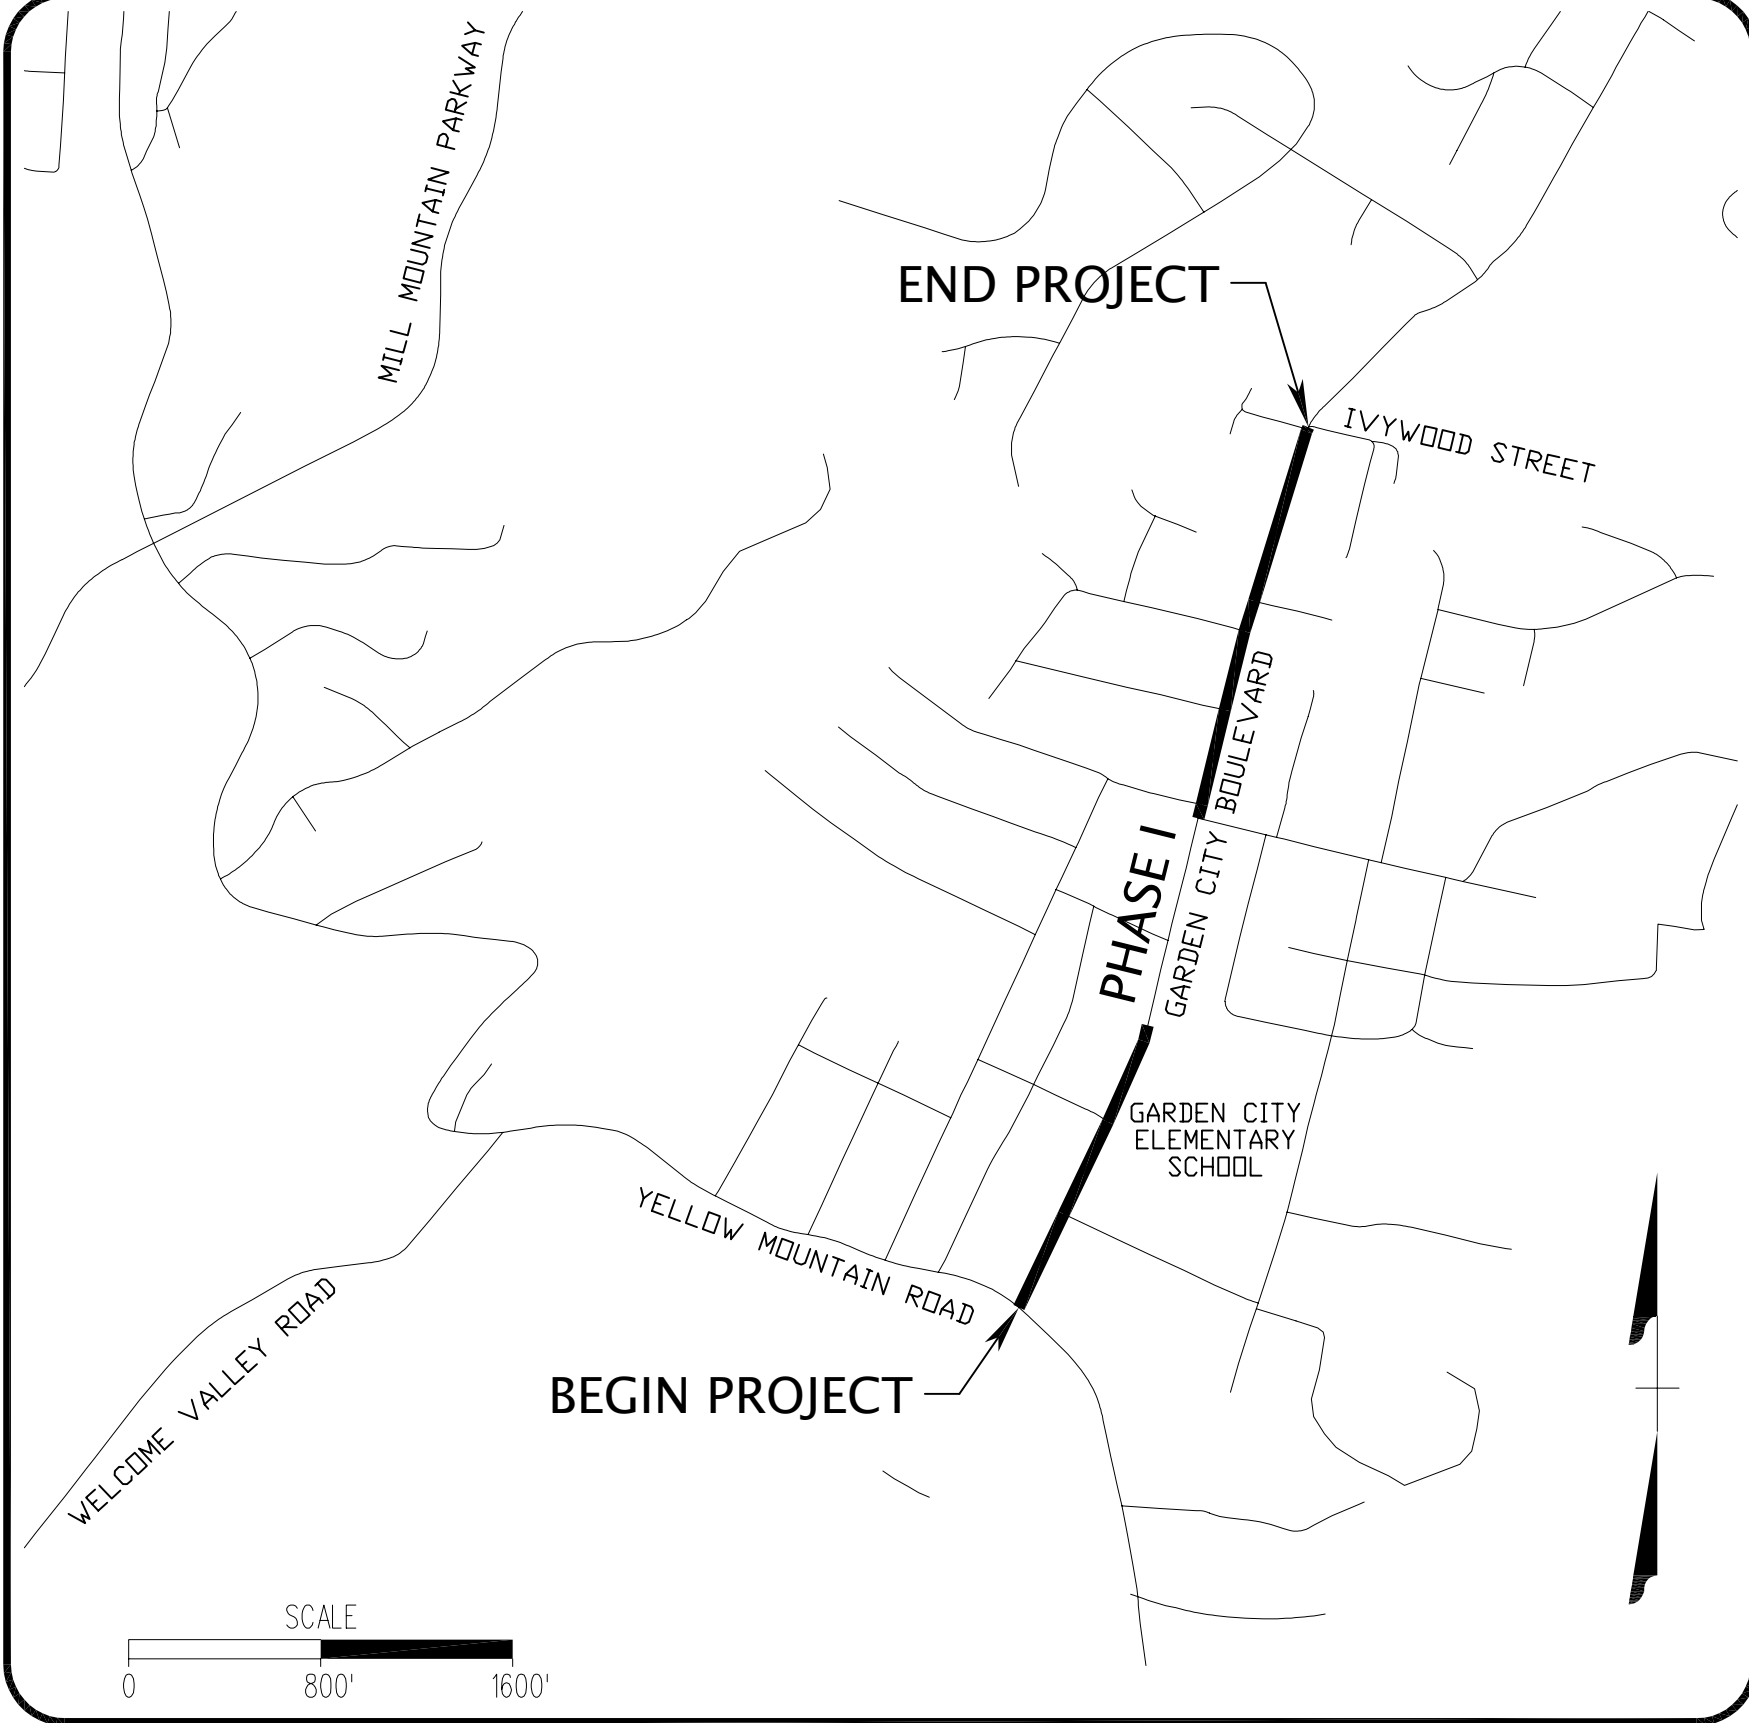 MILL MOUNTAIN PARKWAY
END PROJECT
IVYWOOD STREET
GARDEN CITY BOULEVARD
PHASE I
GARDEN CITY
ELEMENTARY
SCHOOL
YELLOW MOUNTAIN ROAD
WELCOME VALLEY ROAD
BEGIN PROJECT
SCALE
0 800' 1600'